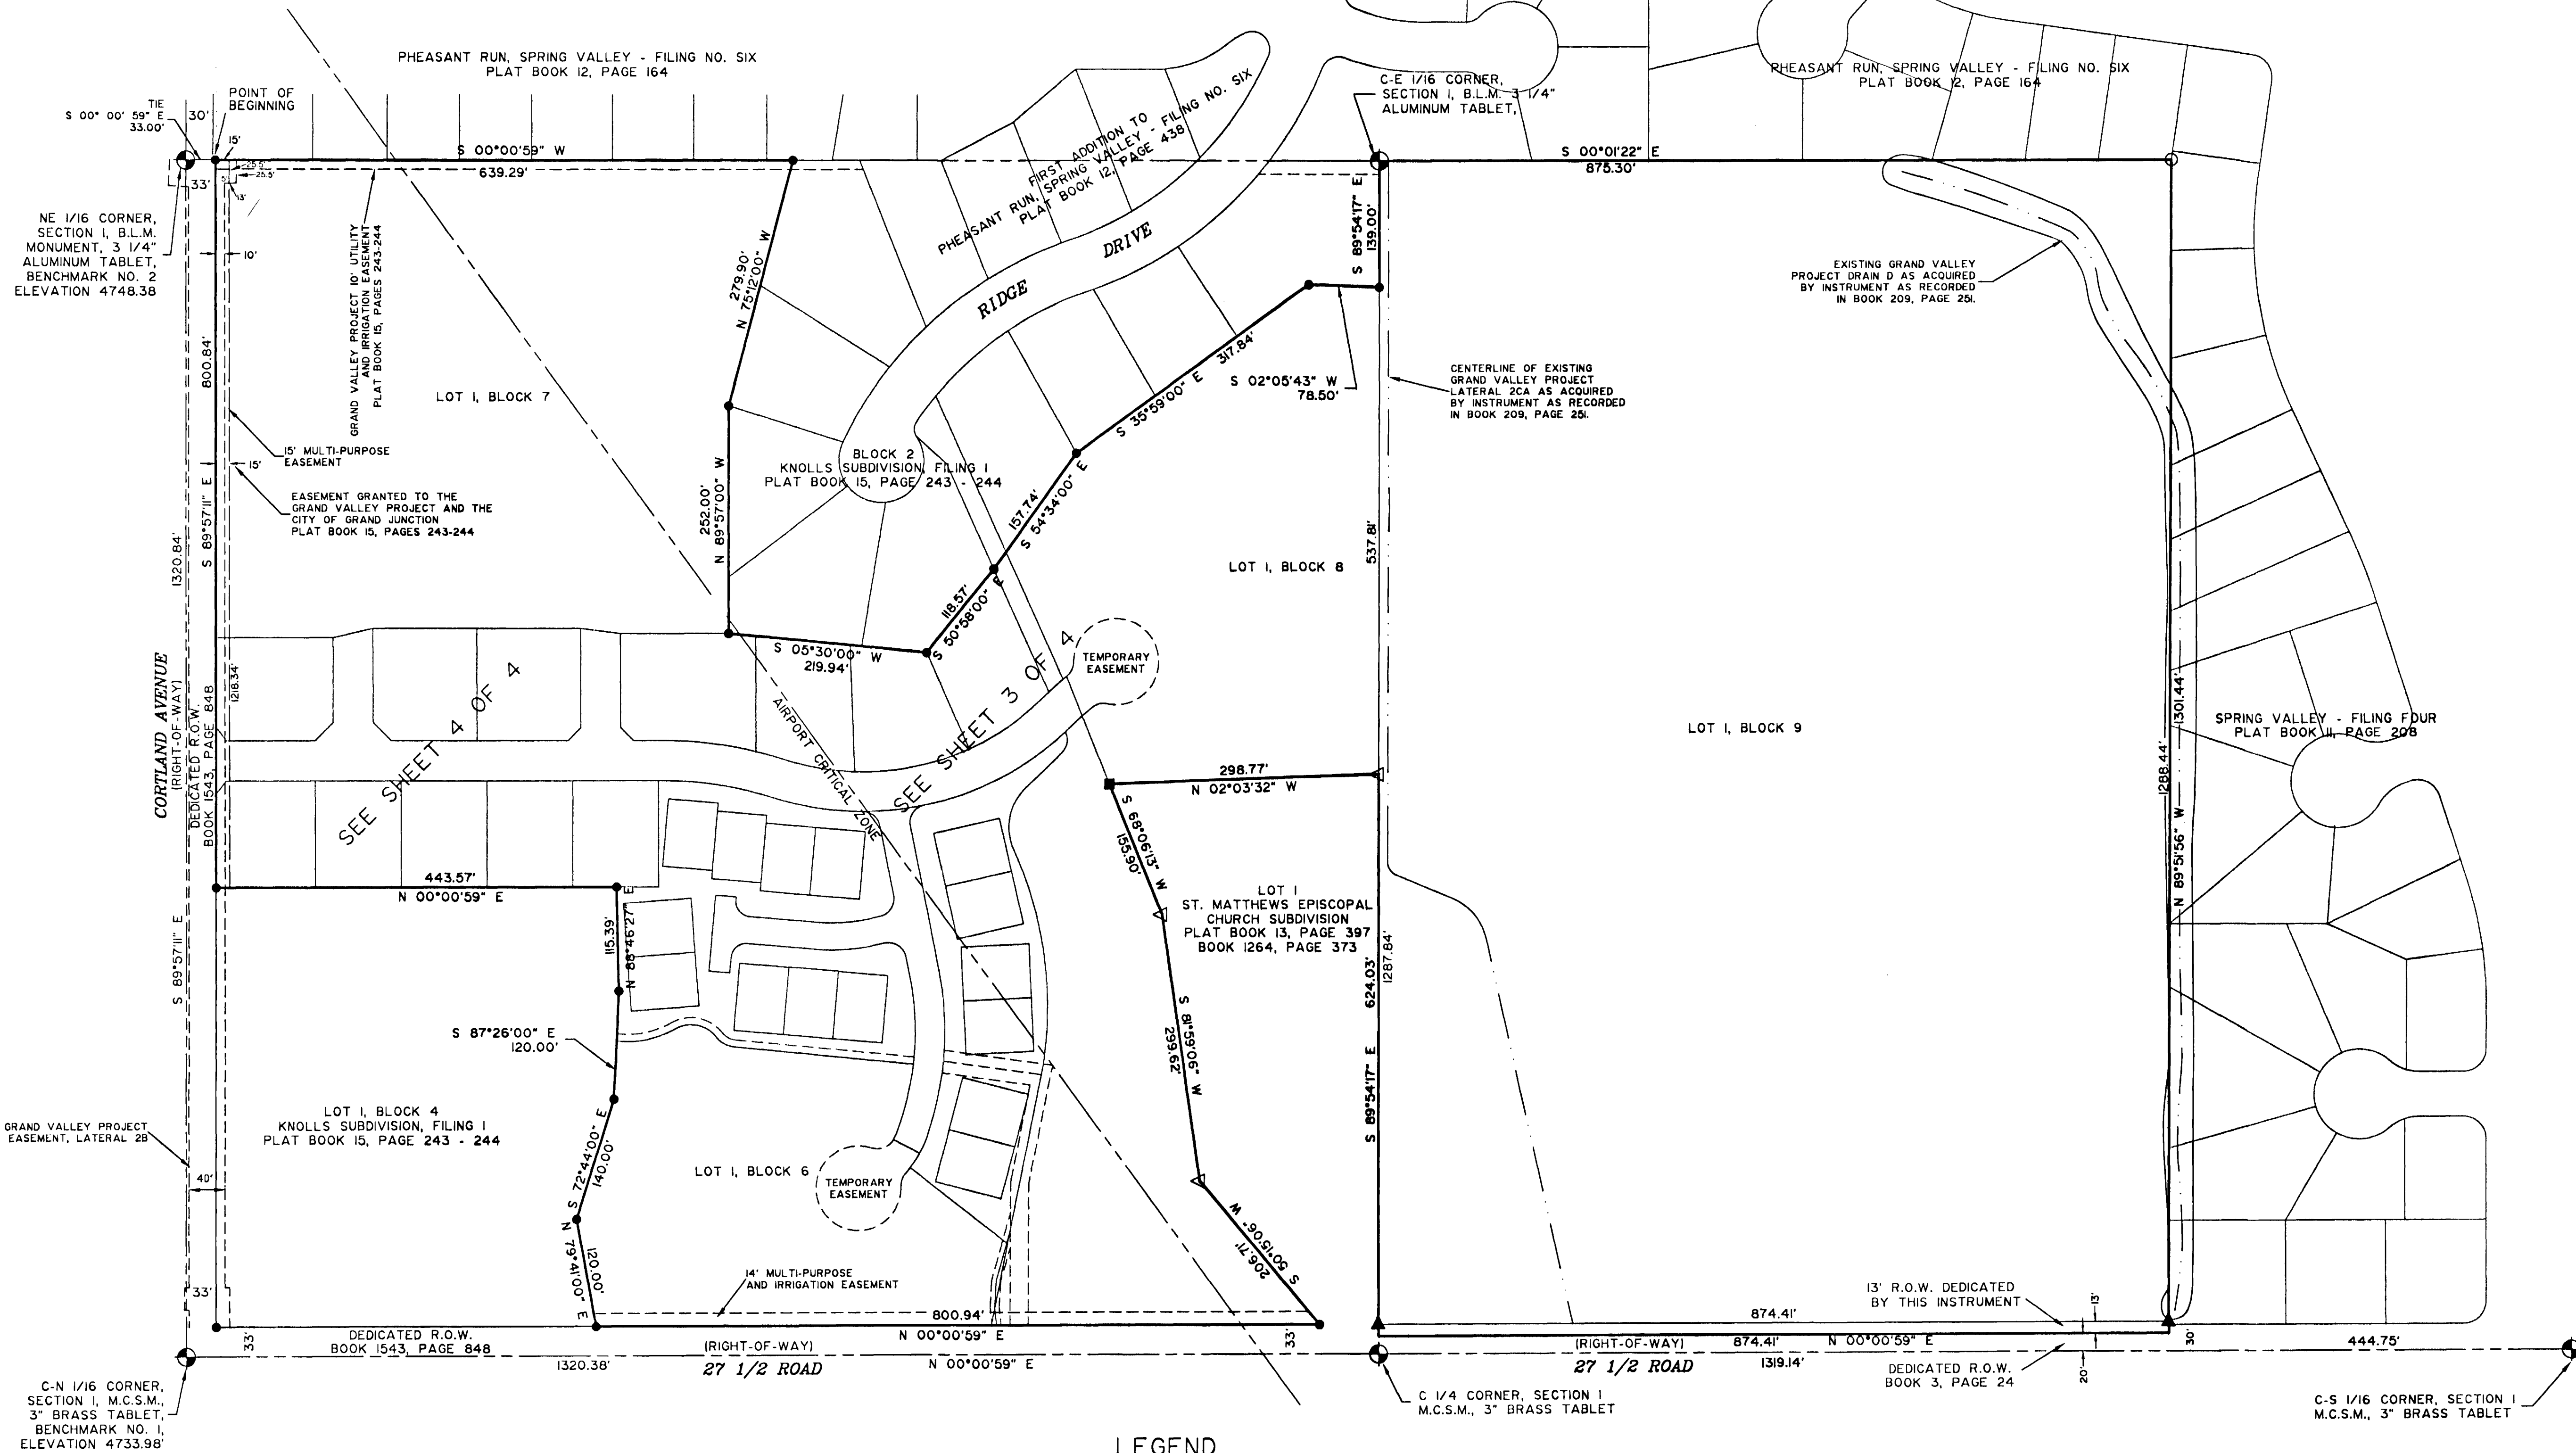 PHEASANT RUN, SPRING VALLEY - FILING NO. SIX
PLAT BOOK 12, PAGE 164
PHEASANT RUN, SPRING VALLEY - FILING NO. SIX
PLAT BOOK 12, PAGE 164
C-E 1/16 CORNER,
SECTION 1, B.L.M. 3 1/4"
ALUMINUM TABLET,
TIE
S 00° 00' 59" E
33.00'
30'
POINT OF
BEGINNING
15'
25.5'
25.5'
5'
13'
33'
S 00°00'59" W
639.29'
FIRST ADDITION TO
PHEASANT RUN, SPRING VALLEY - FILING NO. SIX
PLAT BOOK 12, PAGE 438
S 00°01'22" E
875.30'
S 89°54'17" E
139.00'
NE 1/16 CORNER,
SECTION 1, B.L.M.
MONUMENT, 3 1/4"
ALUMINUM TABLET,
BENCHMARK NO. 2
ELEVATION 4748.38
10'
GRAND VALLEY PROJECT 10' UTILITY
AND IRRIGATION EASEMENT
PLAT BOOK 15, PAGES 243-244
279.90'
N 75°12'00" W
RIDGE DRIVE
EXISTING GRAND VALLEY
PROJECT DRAIN D AS ACQUIRED
BY INSTRUMENT AS RECORDED
IN BOOK 209, PAGE 251.
800.84'
S 89°57'11" E
LOT 1, BLOCK 7
317.84'
S 35°59'00" E
S 02°05'43" W
78.50'
CENTERLINE OF EXISTING
GRAND VALLEY PROJECT
LATERAL 2CA AS ACQUIRED
BY INSTRUMENT AS RECORDED
IN BOOK 209, PAGE 251.
15' MULTI-PURPOSE
EASEMENT
15'
EASEMENT GRANTED TO THE
GRAND VALLEY PROJECT AND THE
CITY OF GRAND JUNCTION
PLAT BOOK 15, PAGES 243-244
252.00'
N 89°57'00" W
BLOCK 2
KNOLLS SUBDIVISION, FILING 1
PLAT BOOK 15, PAGE 243 - 244
157.74'
S 54°34'00" E
118.57'
S 50°58'00" E
1320.84'
LOT 1, BLOCK 8
537.81'
S 05°30'00" W
219.94'
TEMPORARY
EASEMENT
CORTLAND AVENUE
(RIGHT-OF-WAY)
DEDICATED R.O.W.
BOOK 1543, PAGE 848
1218.34'
SEE SHEET 4 OF 4
SEE SHEET 3 OF 4
AIRPORT CRITICAL ZONE
LOT 1, BLOCK 9
1301.44'
N 89°51'56" W
1288.44'
SPRING VALLEY - FILING FOUR
PLAT BOOK 11, PAGE 208
298.77'
N 02°03'32" W
S 68°06'13" W
155.90'
443.57'
N 00°00'59" E
115.39'
N 88°46'27" E
LOT 1
ST. MATTHEWS EPISCOPAL
CHURCH SUBDIVISION
PLAT BOOK 13, PAGE 397
BOOK 1264, PAGE 373
S 89°57'11" E
624.03'
S 89°54'17" E
1287.84'
S 81°59'06" W
299.62'
S 87°26'00" E
120.00'
LOT 1, BLOCK 4
KNOLLS SUBDIVISION, FILING 1
PLAT BOOK 15, PAGE 243 - 244
GRAND VALLEY PROJECT
EASEMENT, LATERAL 2B
40'
S 72°44'00" E
140.00'
LOT 1, BLOCK 6
TEMPORARY
EASEMENT
N 79°41'00" E
120.00'
S 50°15'06" W
206.71'
33'
14' MULTI-PURPOSE
AND IRRIGATION EASEMENT
13' R.O.W. DEDICATED
BY THIS INSTRUMENT
13'
DEDICATED R.O.W.
BOOK 1543, PAGE 848
33'
800.94'
N 00°00'59" E
33'
874.41'
(RIGHT-OF-WAY)
1320.38'
27 1/2 ROAD
N 00°00'59" E
(RIGHT-OF-WAY)
874.41'
N 00°00'59" E
27 1/2 ROAD
1319.14'
20'
30'
444.75'
DEDICATED R.O.W.
BOOK 3, PAGE 24
C-N 1/16 CORNER,
SECTION 1, M.C.S.M.,
3" BRASS TABLET,
BENCHMARK NO. 1,
ELEVATION 4733.98'
C 1/4 CORNER, SECTION 1
M.C.S.M., 3" BRASS TABLET
C-S 1/16 CORNER, SECTION 1
M.C.S.M., 3" BRASS TABLET
LEGEND